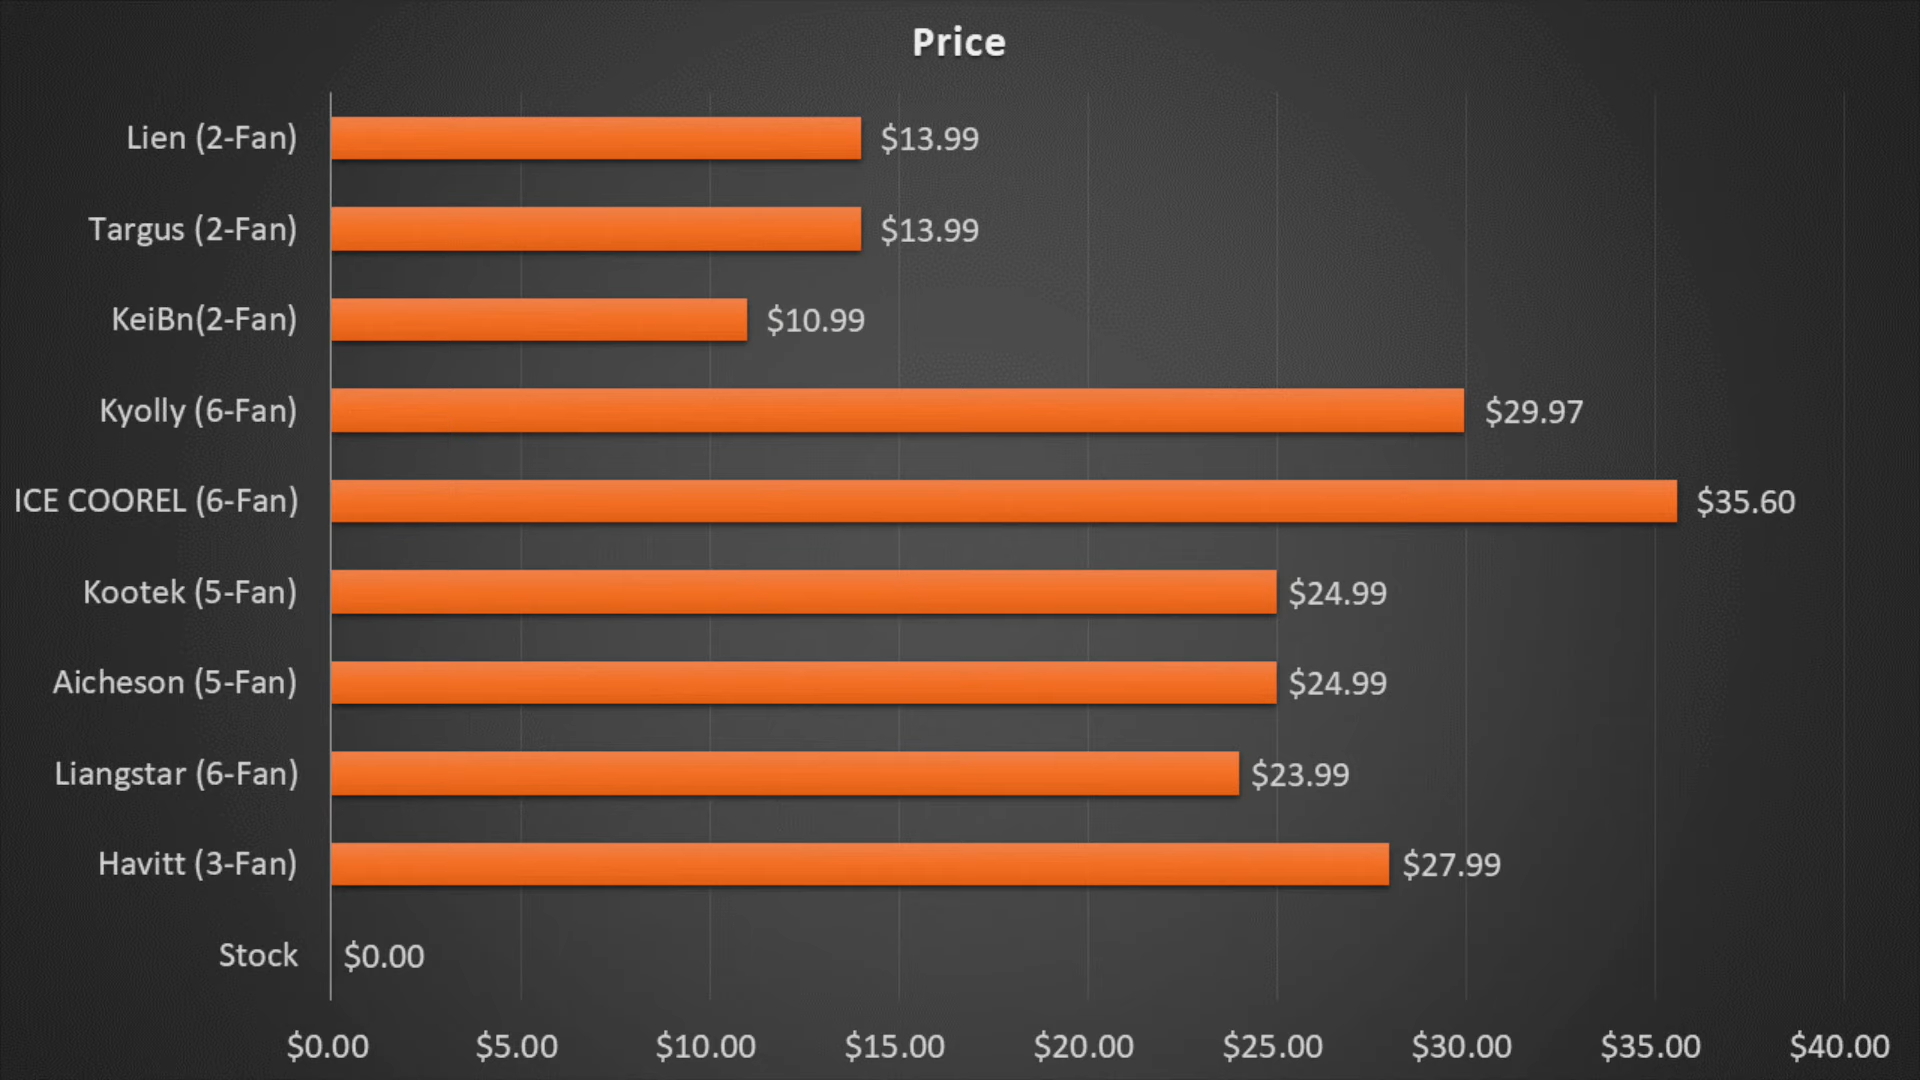 Price
Lien (2-Fan) $13.99
Targus (2-Fan) $13.99
KeiBn(2-Fan) $10.99
Kyolly (6-Fan) $29.97
ICE COOREL (6-Fan) $35.60
Kootek (5-Fan) $24.99
Aicheson (5-Fan) $24.99
Liangstar (6-Fan) $23.99
Havitt (3-Fan) $27.99
Stock $0.00
$0.00 $5.00 $10.00 $15.00 $20.00 $25.00 $30.00 $35.00 $40.00